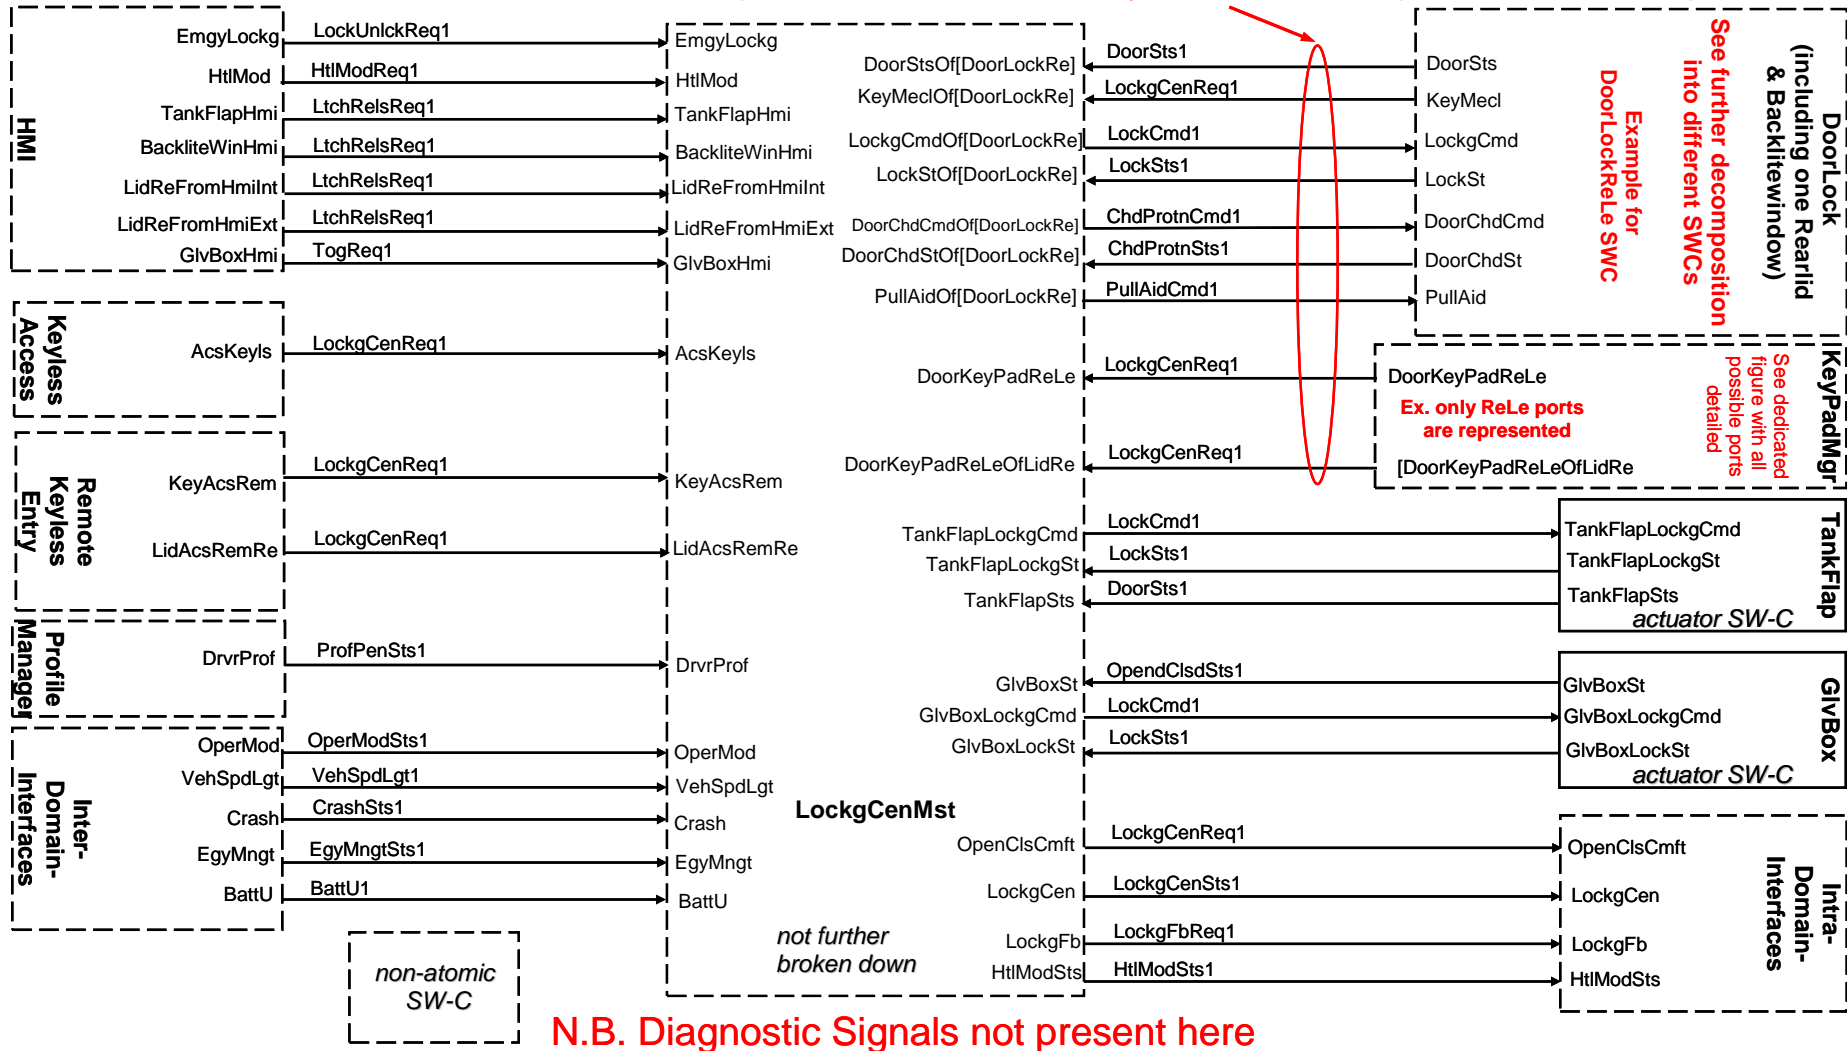 HMI
EmgyLockg
HtlMod
TankFlapHmi
BackliteWinHmi
LidReFromHmiInt
LidReFromHmiExt
GlvBoxHmi
LockUnlckReq1
HtlModReq1
LtchRelsReq1
LtchRelsReq1
LtchRelsReq1
LtchRelsReq1
TogReq1
EmgyLockg
HtlMod
TankFlapHmi
BackliteWinHmi
LidReFromHmiInt
LidReFromHmiExt
GlvBoxHmi
Keyless
Access
AcsKeyls
LockgCenReq1
AcsKeyls
Remote
Keyless
Entry
KeyAcsRem
LidAcsRemRe
LockgCenReq1
LockgCenReq1
KeyAcsRem
LidAcsRemRe
Profile
Manager
DrvrProf
ProfPenSts1
DrvrProf
Inter-
Domain-
Interfaces
OperMod
VehSpdLgt
Crash
EgyMngt
BattU
OperModSts1
VehSpdLgt1
CrashSts1
EgyMngtSts1
BattU1
OperMod
VehSpdLgt
Crash
EgyMngt
BattU
LockgCenMst
not further
broken down
non-atomic
SW-C
DoorStsOf[DoorLockRe]
KeyMeclOf[DoorLockRe]
LockgCmdOf[DoorLockRe]
LockStOf[DoorLockRe]
DoorChdCmdOf[DoorLockRe]
DoorChdStOf[DoorLockRe]
PullAidOf[DoorLockRe]
DoorSts1
LockgCenReq1
LockCmd1
LockSts1
ChdProtnCmd1
ChdProtnSts1
PullAidCmd1
DoorSts
KeyMecl
LockgCmd
LockSt
DoorChdCmd
DoorChdSt
PullAid
DoorLock
(including one Rearlid
& Backlitewindow)
See further decomposition
into different SWCs
Example for
DoorLockReLe SWC
DoorKeyPadReLe
DoorKeyPadReLeOfLidRe
LockgCenReq1
LockgCenReq1
DoorKeyPadReLe
Ex. only ReLe ports
are represented
[DoorKeyPadReLeOfLidRe
See dedicated
figure with all
possible ports
detailed
KeyPadMgr
TankFlapLockgCmd
TankFlapLockgSt
TankFlapSts
LockCmd1
LockSts1
DoorSts1
TankFlapLockgCmd
TankFlapLockgSt
TankFlapSts
actuator SW-C
TankFlap
GlvBoxSt
GlvBoxLockgCmd
GlvBoxLockSt
OpendClsdSts1
LockCmd1
LockSts1
GlvBoxSt
GlvBoxLockgCmd
GlvBoxLockSt
actuator SW-C
GlvBox
OpenClsCmft
LockgCen
LockgFb
HtlModSts
LockgCenReq1
LockgCenSts1
LockgFbReq1
HtlModSts1
OpenClsCmft
LockgCen
LockgFb
HtlModSts
Intra-
Domain-
Interfaces
N.B. Diagnostic Signals not present here